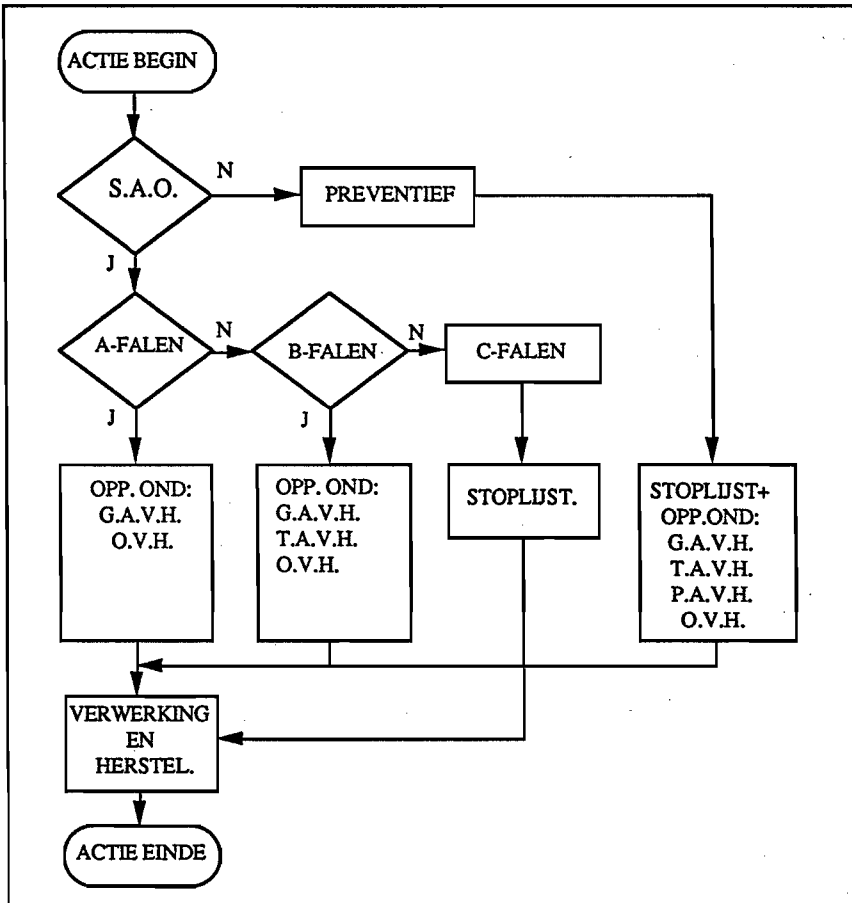 ACTIE BEGIN
S.A.O.
N
PREVENTIEF
J
A-FALEN
N
B-FALEN
N
C-FALEN
J
J
OPP. OND:
G.A.V.H.
O.V.H.
OPP. OND:
G.A.V.H.
T.A.V.H.
O.V.H.
STOPLIJST.
STOPLIJST+
OPP.OND:
G.A.V.H.
T.A.V.H.
P.A.V.H.
O.V.H.
VERWERKING
EN
HERSTEL.
ACTIE EINDE